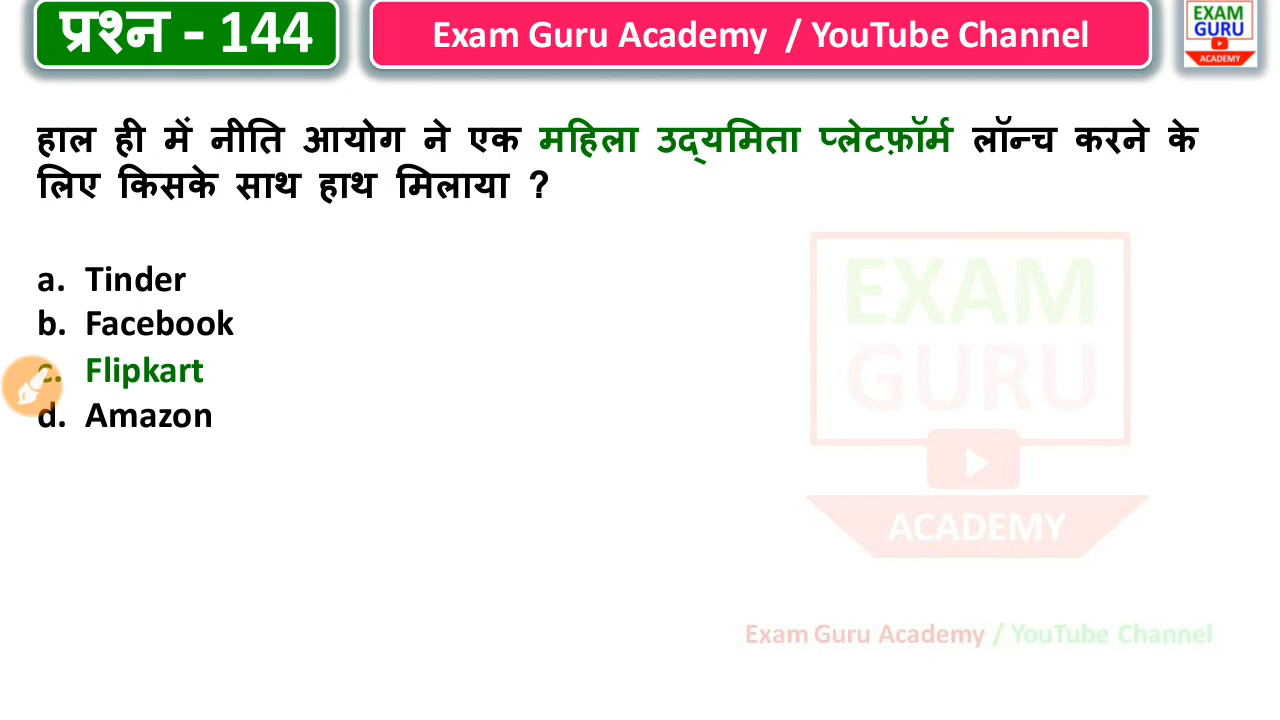 प्रश्न - 144
Exam Guru Academy / YouTube Channel
EXAM
GURU
ACADEMY
हाल ही में नीति आयोग ने एक महिला उद्यमिता प्लेटफ़ॉर्म लॉन्च करने के
लिए किसके साथ हाथ मिलाया ?
a. Tinder
b. Facebook
c. Flipkart
d. Amazon
EXAM
GURU
ACADEMY
Exam Guru Academy / YouTube Channel